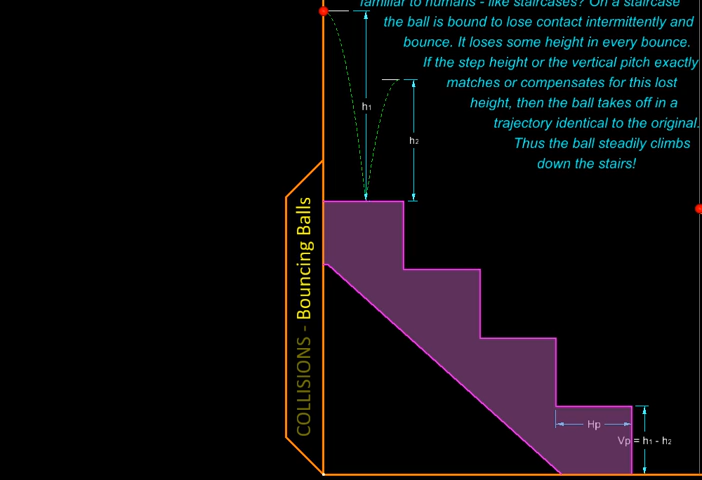 familiar to humans - like staircases? On a staircase
the ball is bound to lose contact intermittently and
bounce. It loses some height in every bounce.
If the step height or the vertical pitch exactly
matches or compensates for this lost
height, then the ball takes off in a
trajectory identical to the original.
Thus the ball steadily climbs
down the stairs!
h1
h2
COLLISIONS - Bouncing Balls
Hp
Vp = h1 - h2